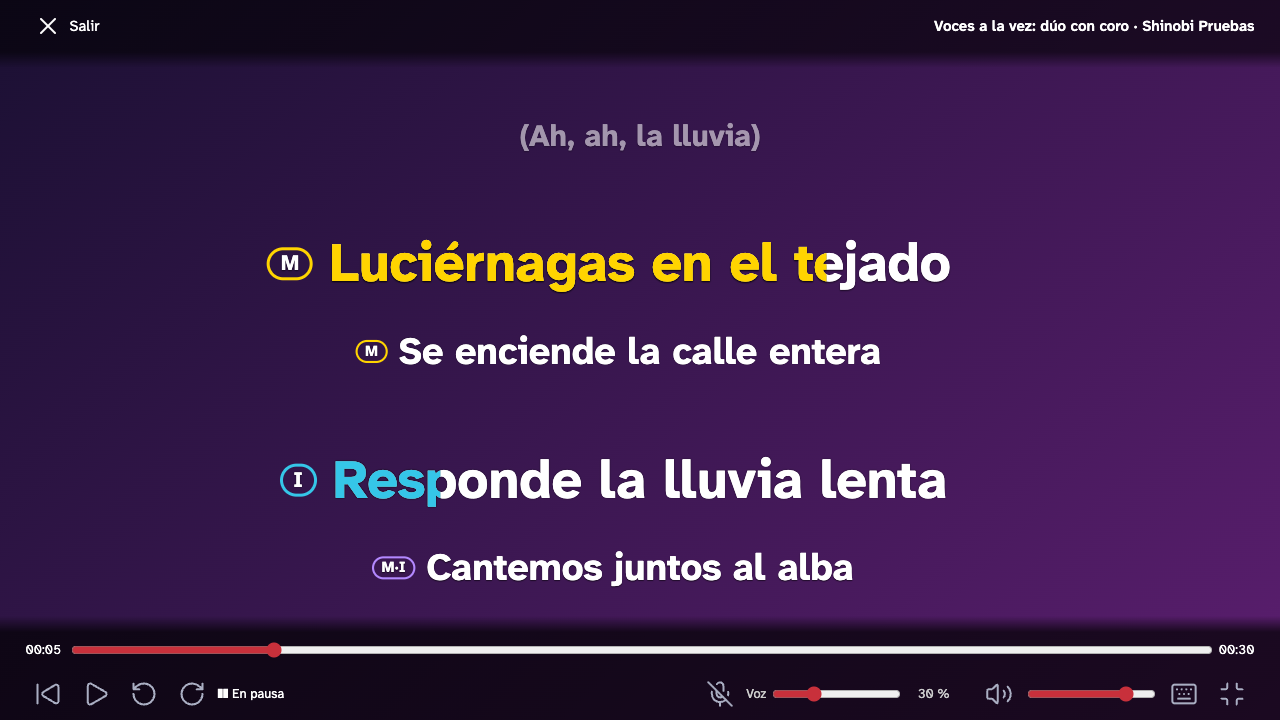 Salir
Voces a la vez: dúo con coro · Shinobi Pruebas
(Ah, ah, la lluvia)
M Luciérnagas en el tejado
M Se enciende la calle entera
I Responde la lluvia lenta
M·I Cantemos juntos al alba
00:05 00:30
En pausa Voz 30 %